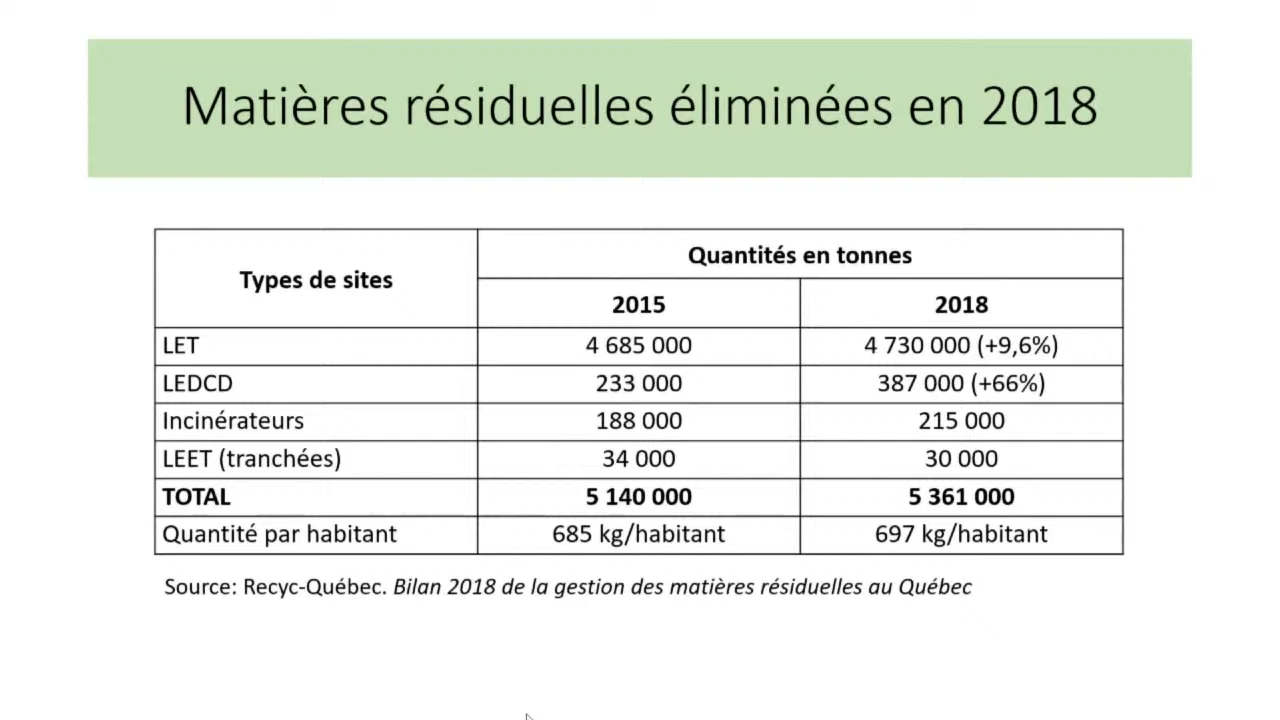 Matières résiduelles éliminées en 2018
Types de sites
Quantités en tonnes
2015 2018
LET 4 685 000 4 730 000 (+9,6%)
LEDCD 233 000 387 000 (+66%)
Incinérateurs 188 000 215 000
LEET (tranchées) 34 000 30 000
TOTAL 5 140 000 5 361 000
Quantité par habitant 685 kg/habitant 697 kg/habitant
Source: Recyc-Québec. Bilan 2018 de la gestion des matières résiduelles au Québec